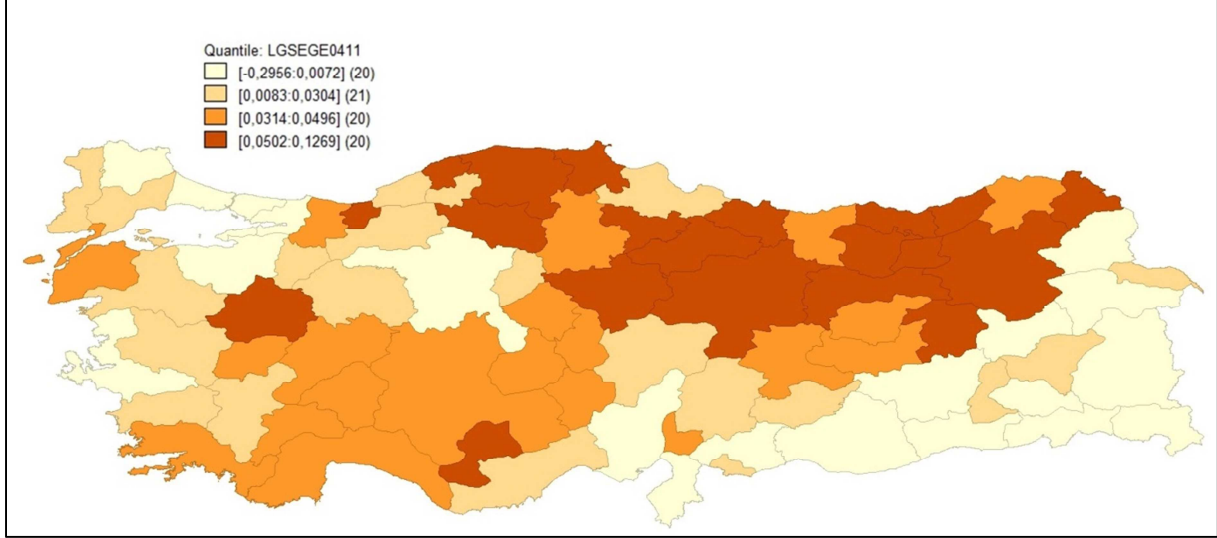 Quantile: LGSEGE0411
[-0,2956:0,0072] (20)
[0,0083:0,0304] (21)
[0,0314:0,0496] (20)
[0,0502:0,1269] (20)